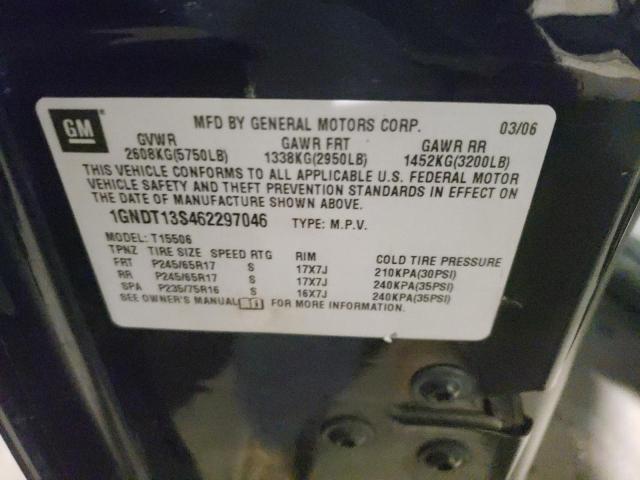 GM®
MFD BY GENERAL MOTORS CORP. 03/06
GVWR GAWR FRT GAWR RR
2608KG(5750LB) 1338KG(2950LB) 1452KG(3200LB)
THIS VEHICLE CONFORMS TO ALL APPLICABLE U.S. FEDERAL MOTOR
VEHICLE SAFETY AND THEFT PREVENTION STANDARDS IN EFFECT ON
THE DATE OF MANUFACTURE SHOWN ABOVE.
1GNDT13S462297046 TYPE: M.P.V.
MODEL: T15506
TPNZ TIRE SIZE SPEED RTG RIM COLD TIRE PRESSURE
FRT P245/65R17 S 17X7J 210KPA(30PSI)
RR P245/65R17 S 17X7J 240KPA(35PSI)
SPA P235/75R16 S 16X7J 240KPA(35PSI)
SEE OWNER'S MANUAL FOR MORE INFORMATION.